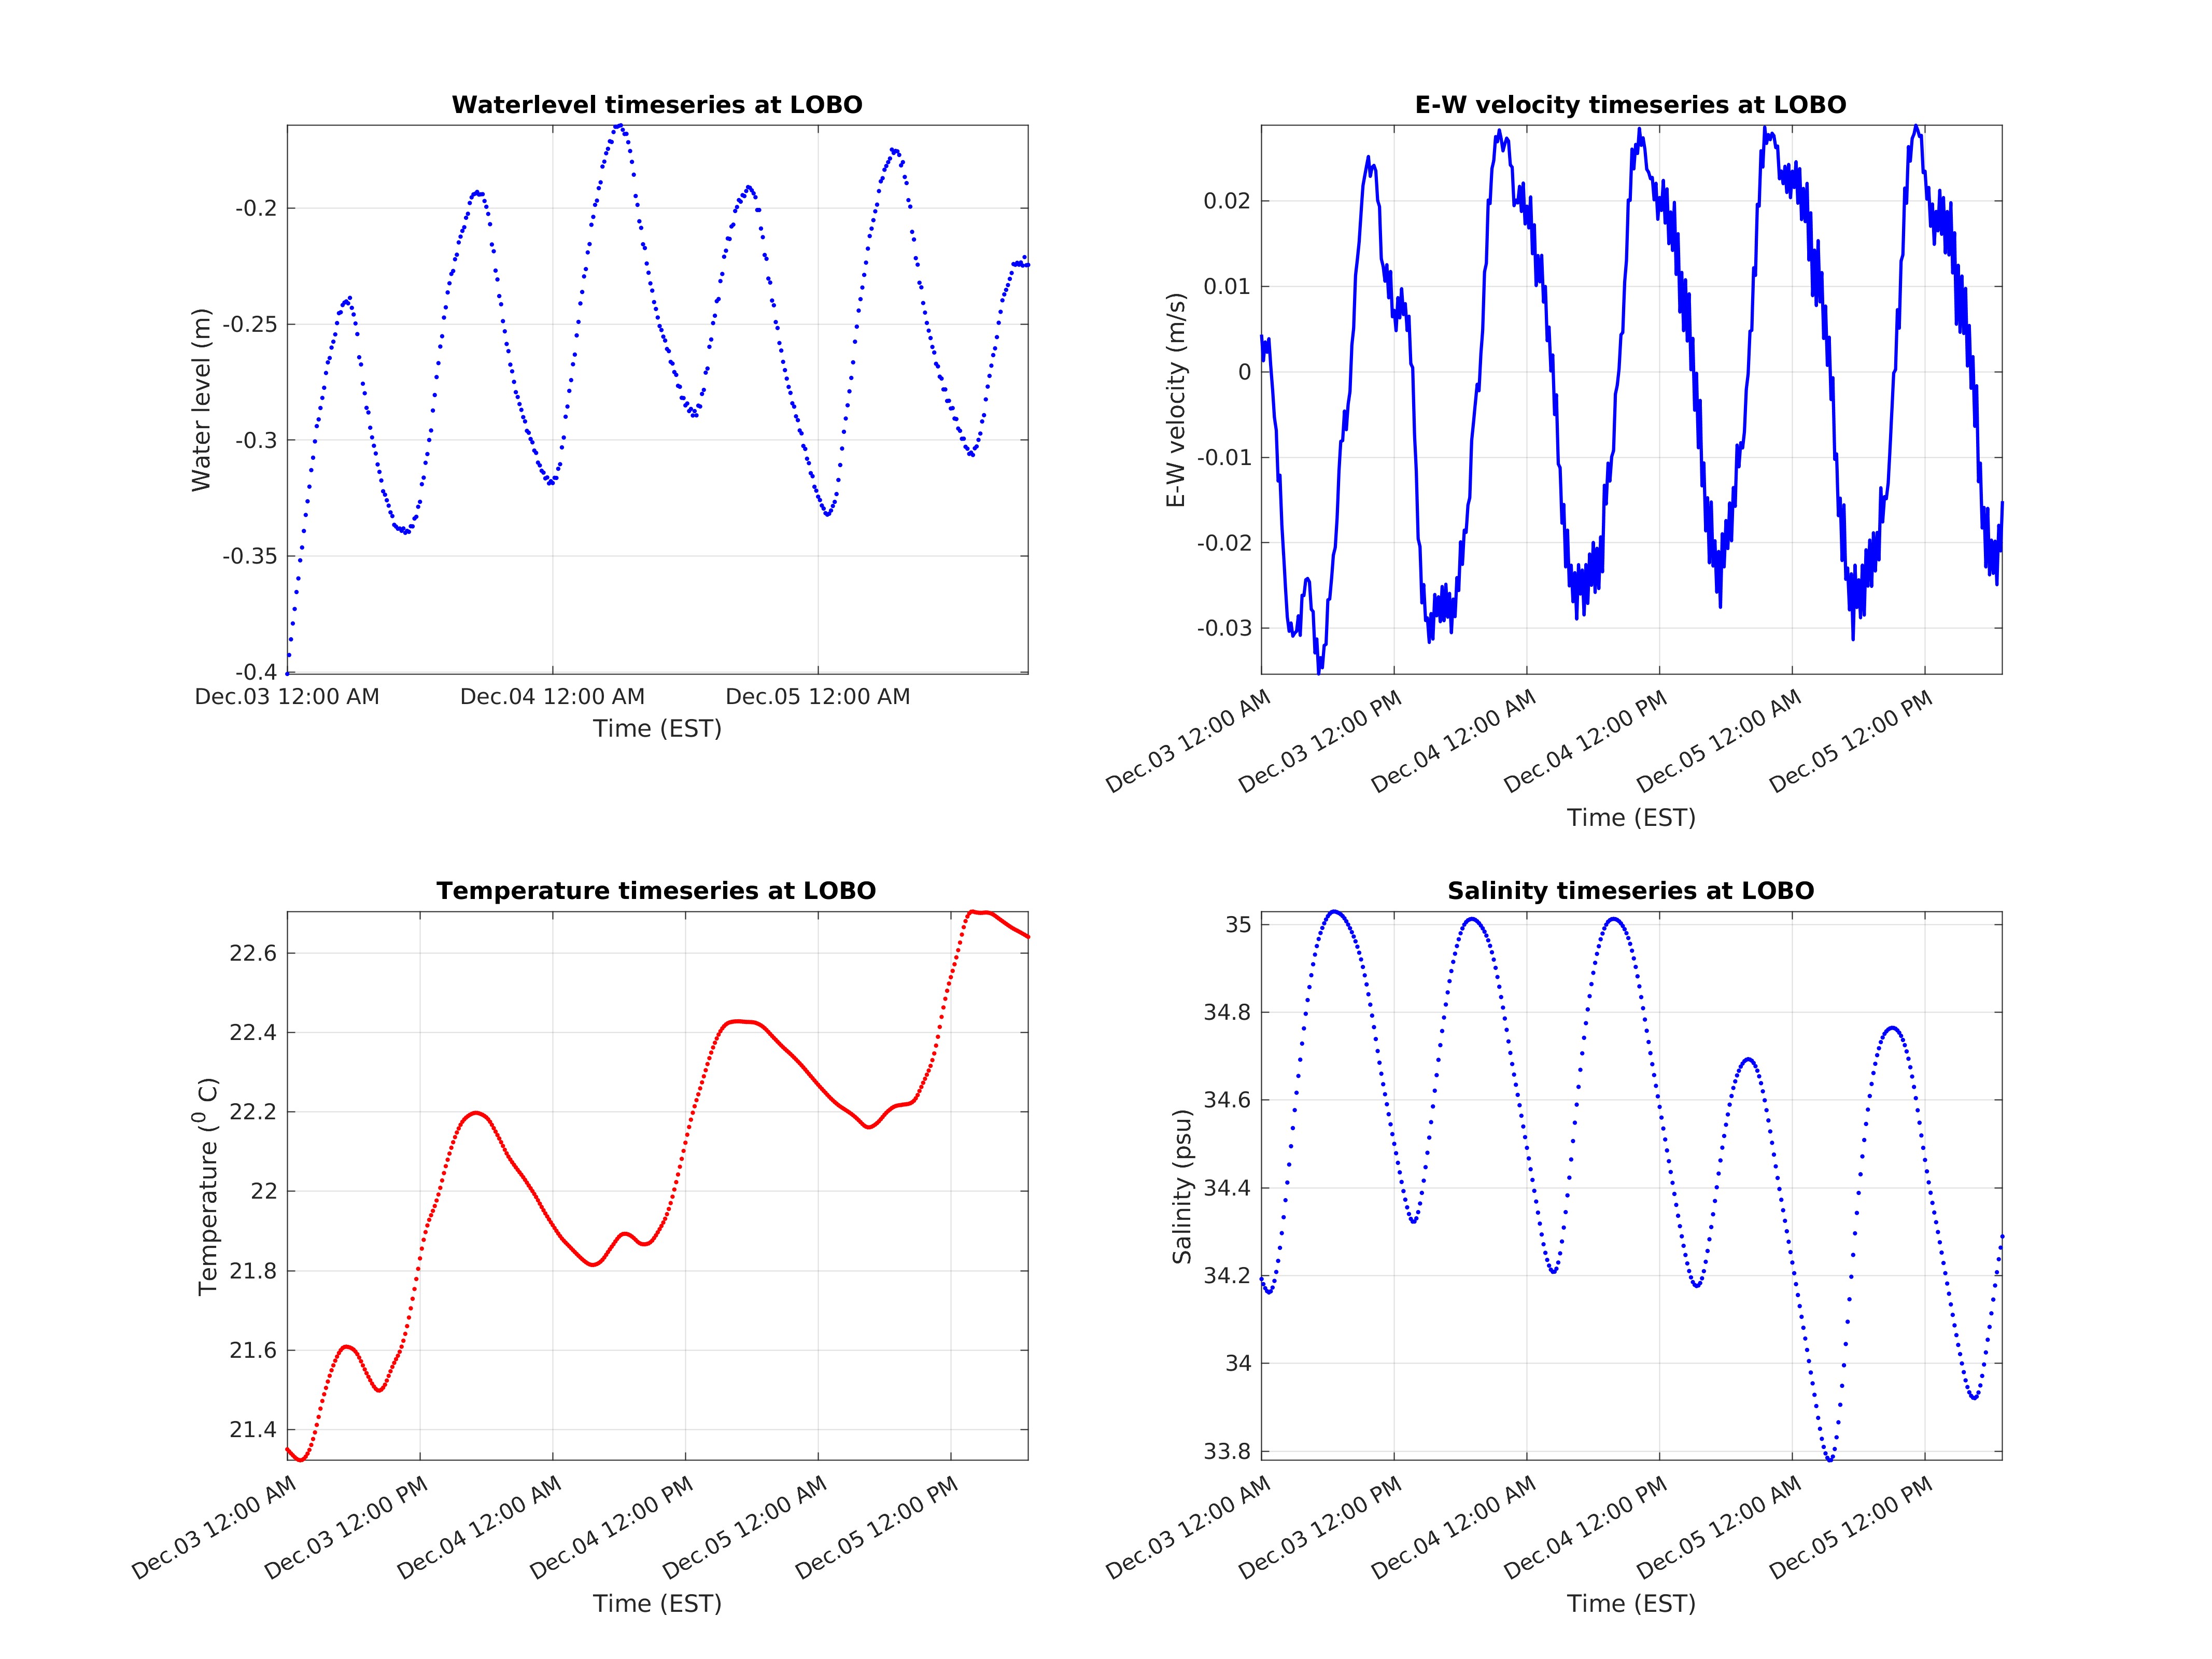 Waterlevel timeseries at LOBO
-0.2
-0.25
-0.3
-0.35
-0.4
Water level (m)
Dec.03 12:00 AM
Dec.04 12:00 AM
Dec.05 12:00 AM
Time (EST)
E-W velocity timeseries at LOBO
0.02
0.01
0
-0.01
-0.02
-0.03
E-W velocity (m/s)
Dec.03 12:00 AM
Dec.03 12:00 PM
Dec.04 12:00 AM
Dec.04 12:00 PM
Dec.05 12:00 AM
Dec.05 12:00 PM
Time (EST)
Temperature timeseries at LOBO
22.6
22.4
22.2
22
21.8
21.6
21.4
Temperature (⁰ C)
Dec.03 12:00 AM
Dec.03 12:00 PM
Dec.04 12:00 AM
Dec.04 12:00 PM
Dec.05 12:00 AM
Dec.05 12:00 PM
Time (EST)
Salinity timeseries at LOBO
35
34.8
34.6
34.4
34.2
34
33.8
Salinity (psu)
Dec.03 12:00 AM
Dec.03 12:00 PM
Dec.04 12:00 AM
Dec.04 12:00 PM
Dec.05 12:00 AM
Dec.05 12:00 PM
Time (EST)